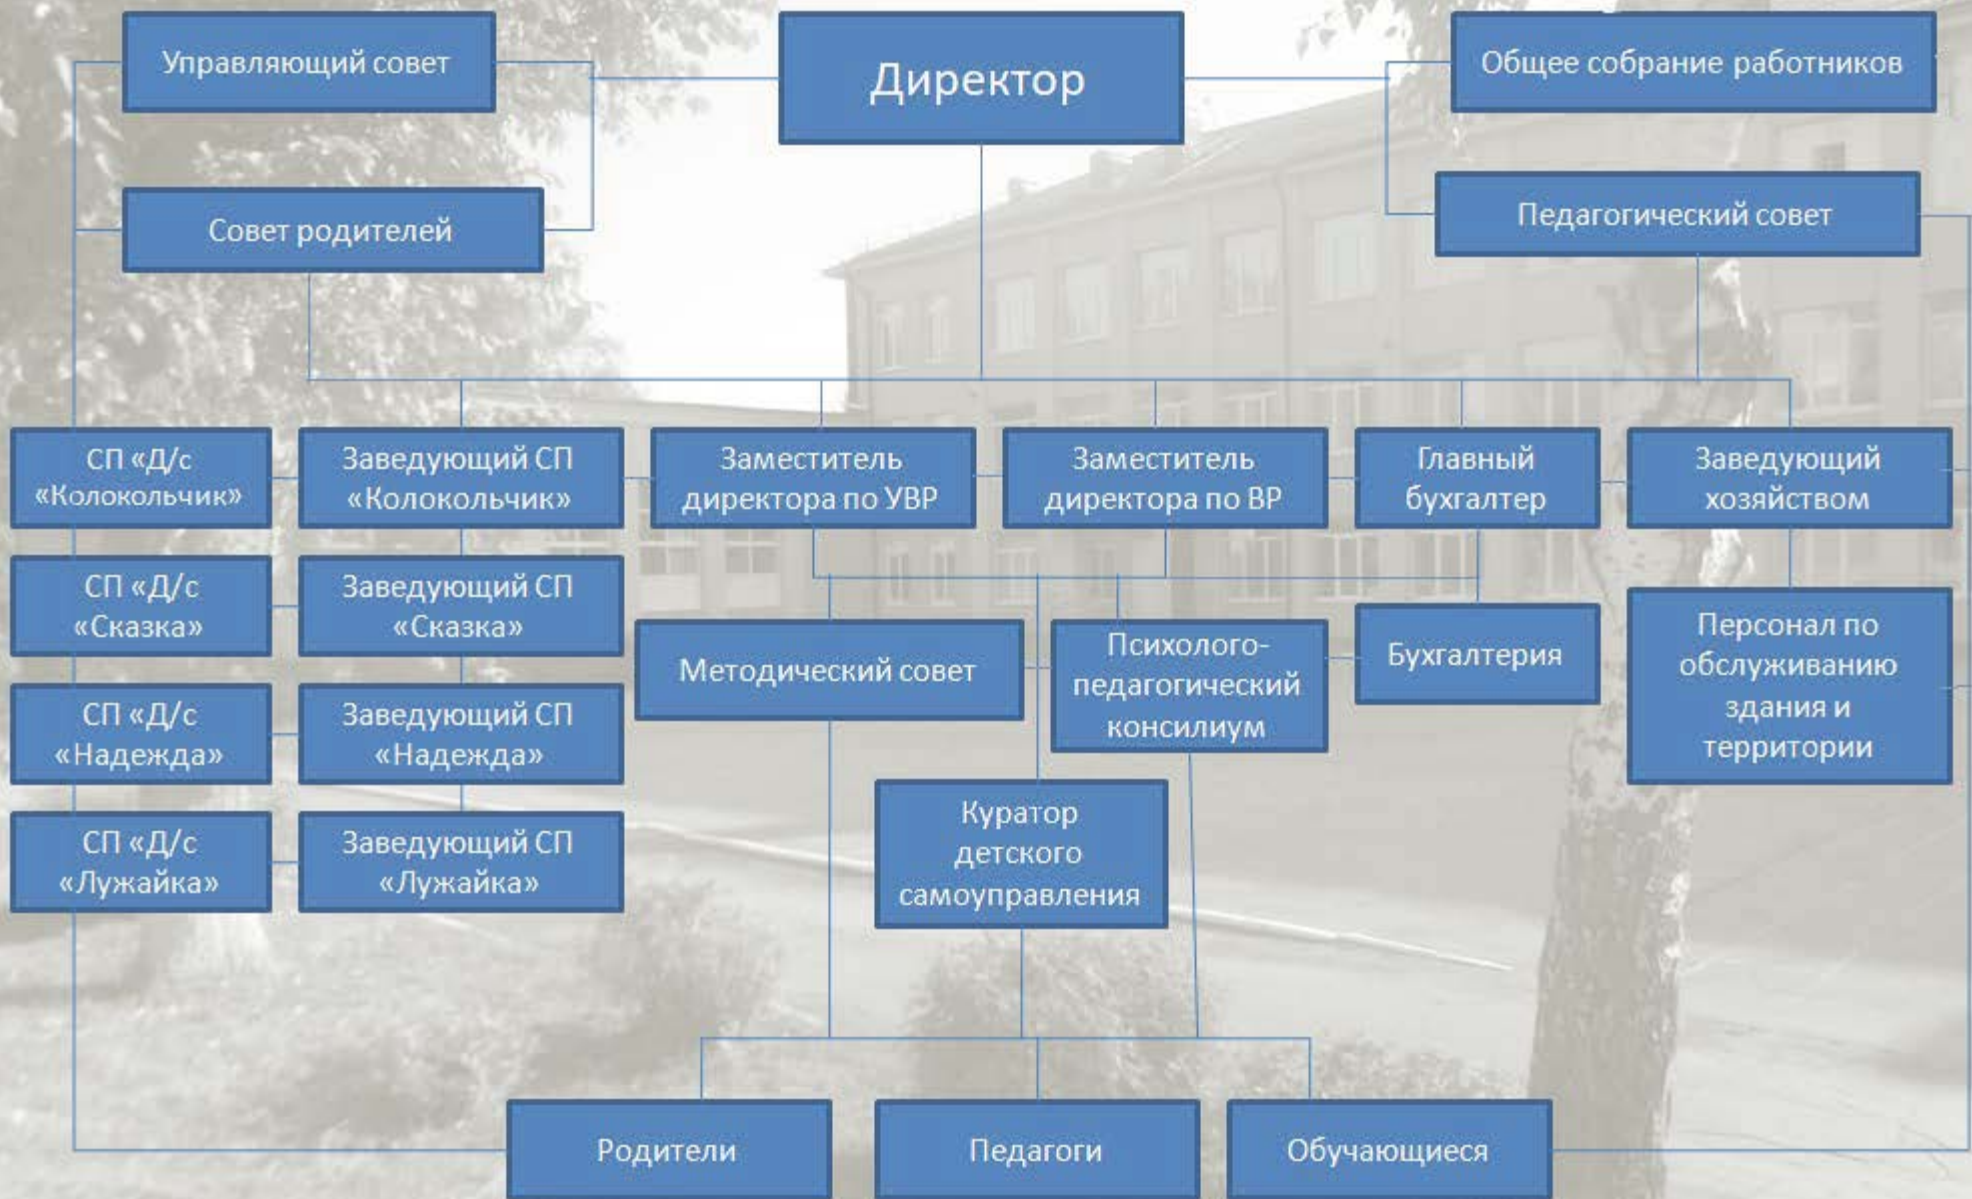 Управляющий совет
Директор
Общее собрание работников
Совет родителей
Педагогический совет
СП «Д/с
«Колокольчик»
Заведующий СП
«Колокольчик»
Заместитель
директора по УВР
Заместитель
директора по ВР
Главный
бухгалтер
Заведующий
хозяйством
СП «Д/с
«Сказка»
Заведующий СП
«Сказка»
Методический совет
Психолого-
педагогический
консилиум
Бухгалтерия
Персонал по
обслуживанию
здания и
территории
СП «Д/с
«Надежда»
Заведующий СП
«Надежда»
СП «Д/с
«Лужайка»
Заведующий СП
«Лужайка»
Куратор
детского
самоуправления
Родители
Педагоги
Обучающиеся